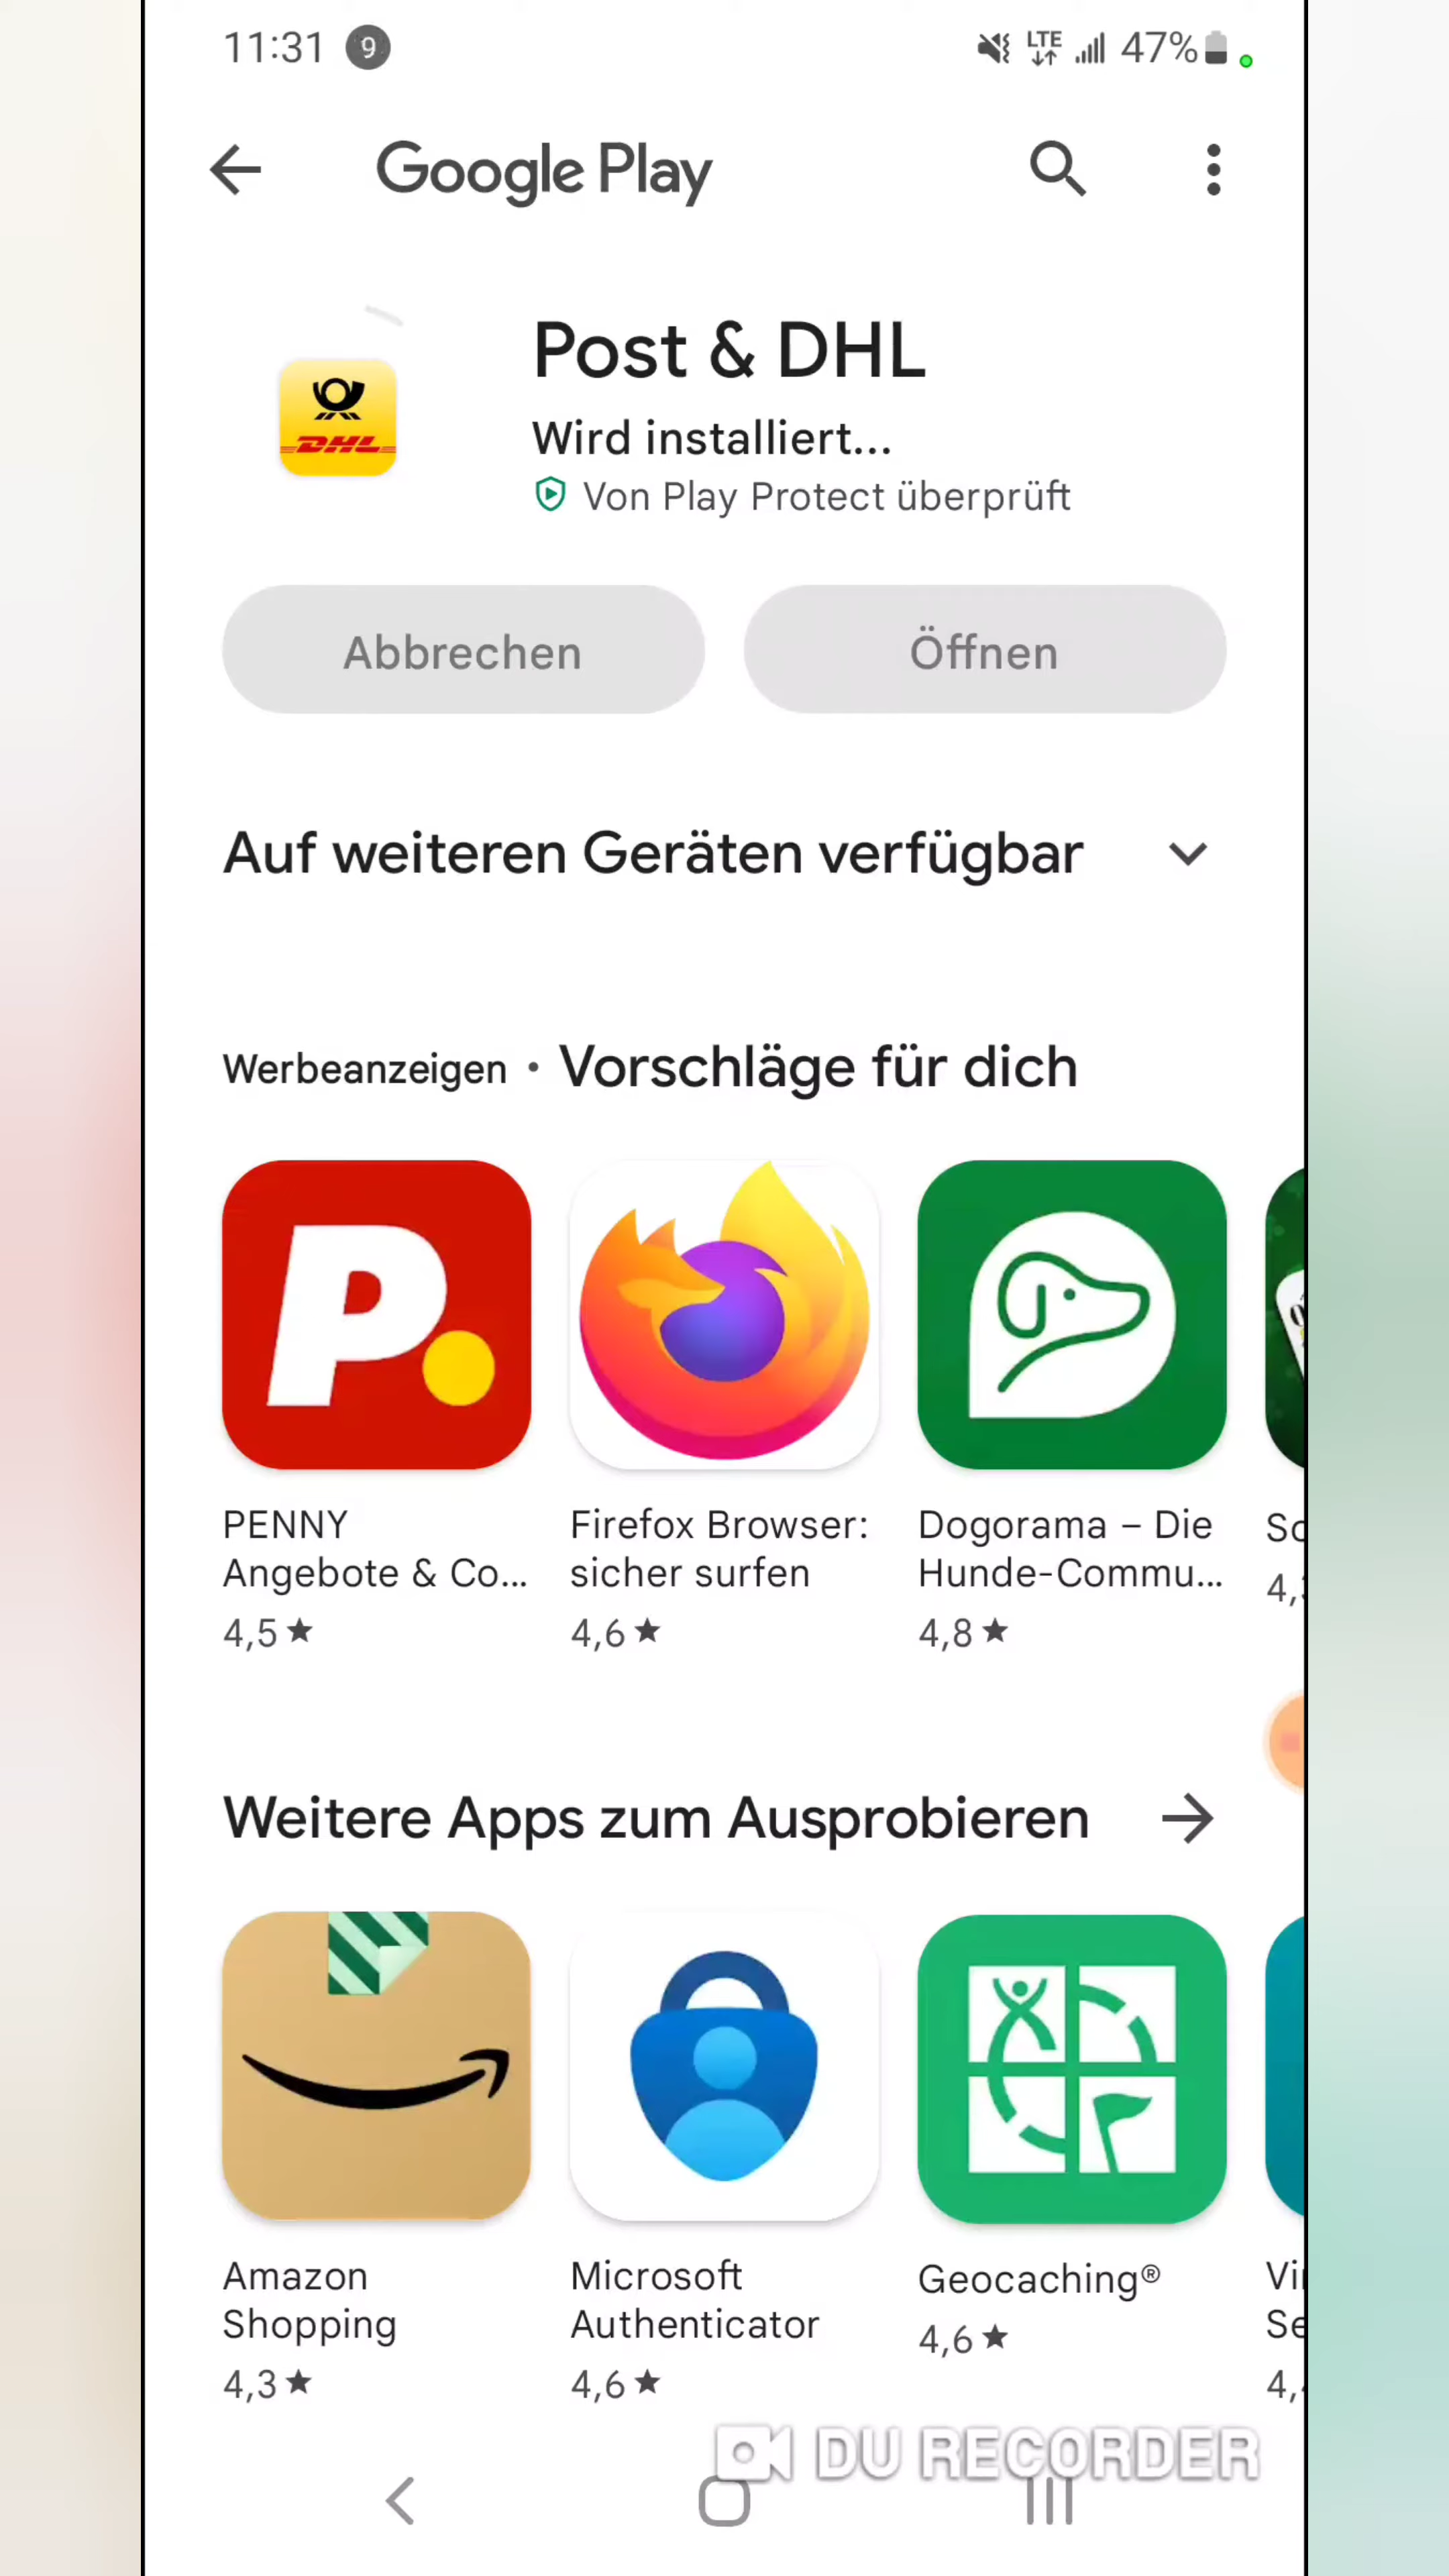 11:31 9 LTE 47%
Google Play
Post & DHL
DHL
Wird installiert...
Von Play Protect überprüft
Abbrechen Öffnen
Auf weiteren Geräten verfügbar
Werbeanzeigen • Vorschläge für dich
P.
PENNY
Angebote & Co...
4,5 ★
Firefox Browser:
sicher surfen
4,6 ★
Dogorama – Die
Hunde-Commu...
4,8 ★
Weitere Apps zum Ausprobieren
Amazon
Shopping
4,3 ★
Microsoft
Authenticator
4,6 ★
Geocaching®
4,6 ★
DU RECORDER